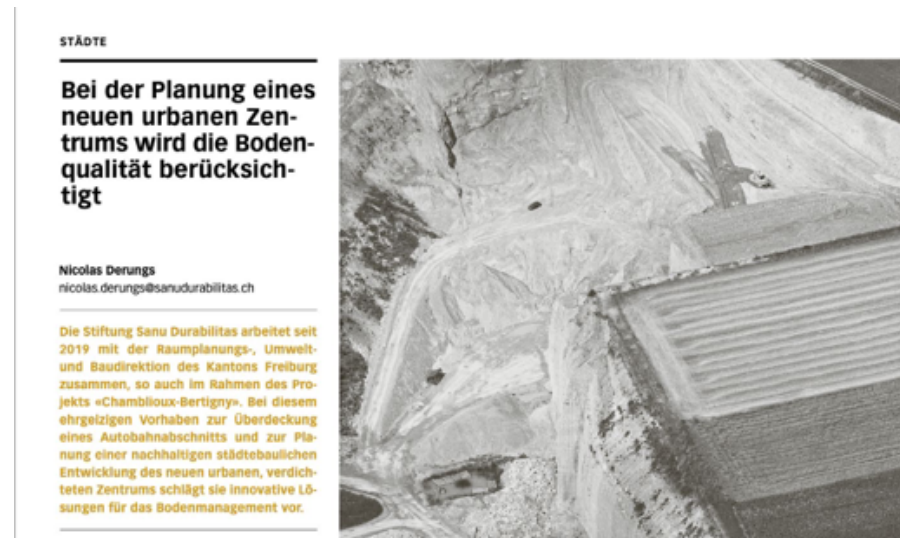 STÄDTE
Bei der Planung eines
neuen urbanen Zen-
trums wird die Boden-
qualität berücksich-
tigt
Nicolas Derungs
nicolas.derungs@sanudurabilitas.ch
Die Stiftung Sanu Durabilitas arbeitet seit
2019 mit der Raumplanungs-, Umwelt-
und Baudirektion des Kantons Freiburg
zusammen, so auch im Rahmen des Pro-
jekts «Chamblioux-Bertigny». Bei diesem
ehrgeizigen Vorhaben zur Überdeckung
eines Autobahnabschnitts und zur Pla-
nung einer nachhaltigen städtebaulichen
Entwicklung des neuen urbanen, verdich-
teten Zentrums schlägt sie innovative Lö-
sungen für das Bodenmanagement vor.